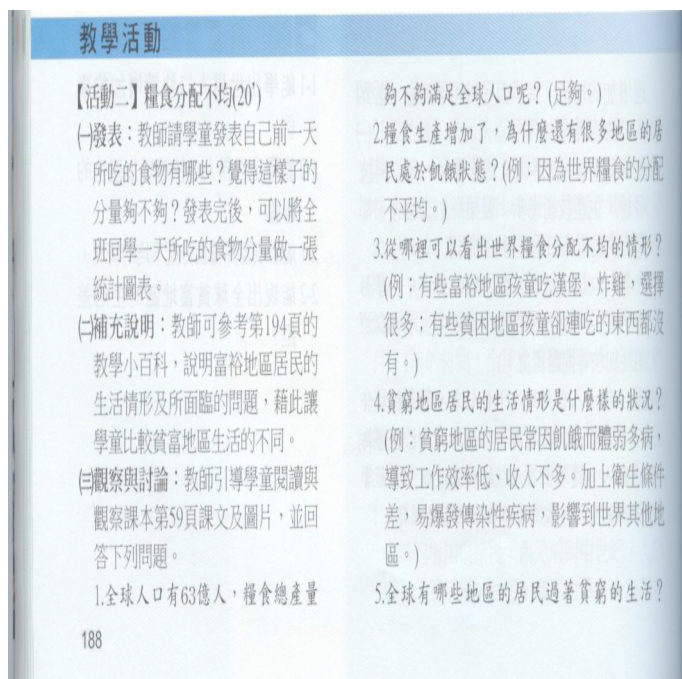 教學活動
【活動二】糧食分配不均(20')
㈠發表：教師請學童發表自己前一天
所吃的食物有哪些？覺得這樣子的
分量夠不夠？發表完後，可以將全
班同學一天所吃的食物分量做一張
統計圖表。
㈡補充說明：教師可參考第194頁的
教學小百科，說明富裕地區居民的
生活情形及所面臨的問題，藉此讓
學童比較貧富地區生活的不同。
㈢觀察與討論：教師引導學童閱讀與
觀察課本第59頁課文及圖片，並回
答下列問題。
1.全球人口有63億人，糧食總產量
夠不夠滿足全球人口呢？(足夠。)
2.糧食生產增加了，為什麼還有很多地區的居
民處於飢餓狀態？(例：因為世界糧食的分配
不平均。)
3.從哪裡可以看出世界糧食分配不均的情形？
(例：有些富裕地區孩童吃漢堡、炸雞，選擇
很多；有些貧困地區孩童卻連吃的東西都沒
有。)
4.貧窮地區居民的生活情形是什麼樣的狀況？
(例：貧窮地區的居民常因飢餓而體弱多病，
導致工作效率低、收入不多。加上衛生條件
差，易爆發傳染性疾病，影響到世界其他地
區。)
5.全球有哪些地區的居民過著貧窮的生活？
188